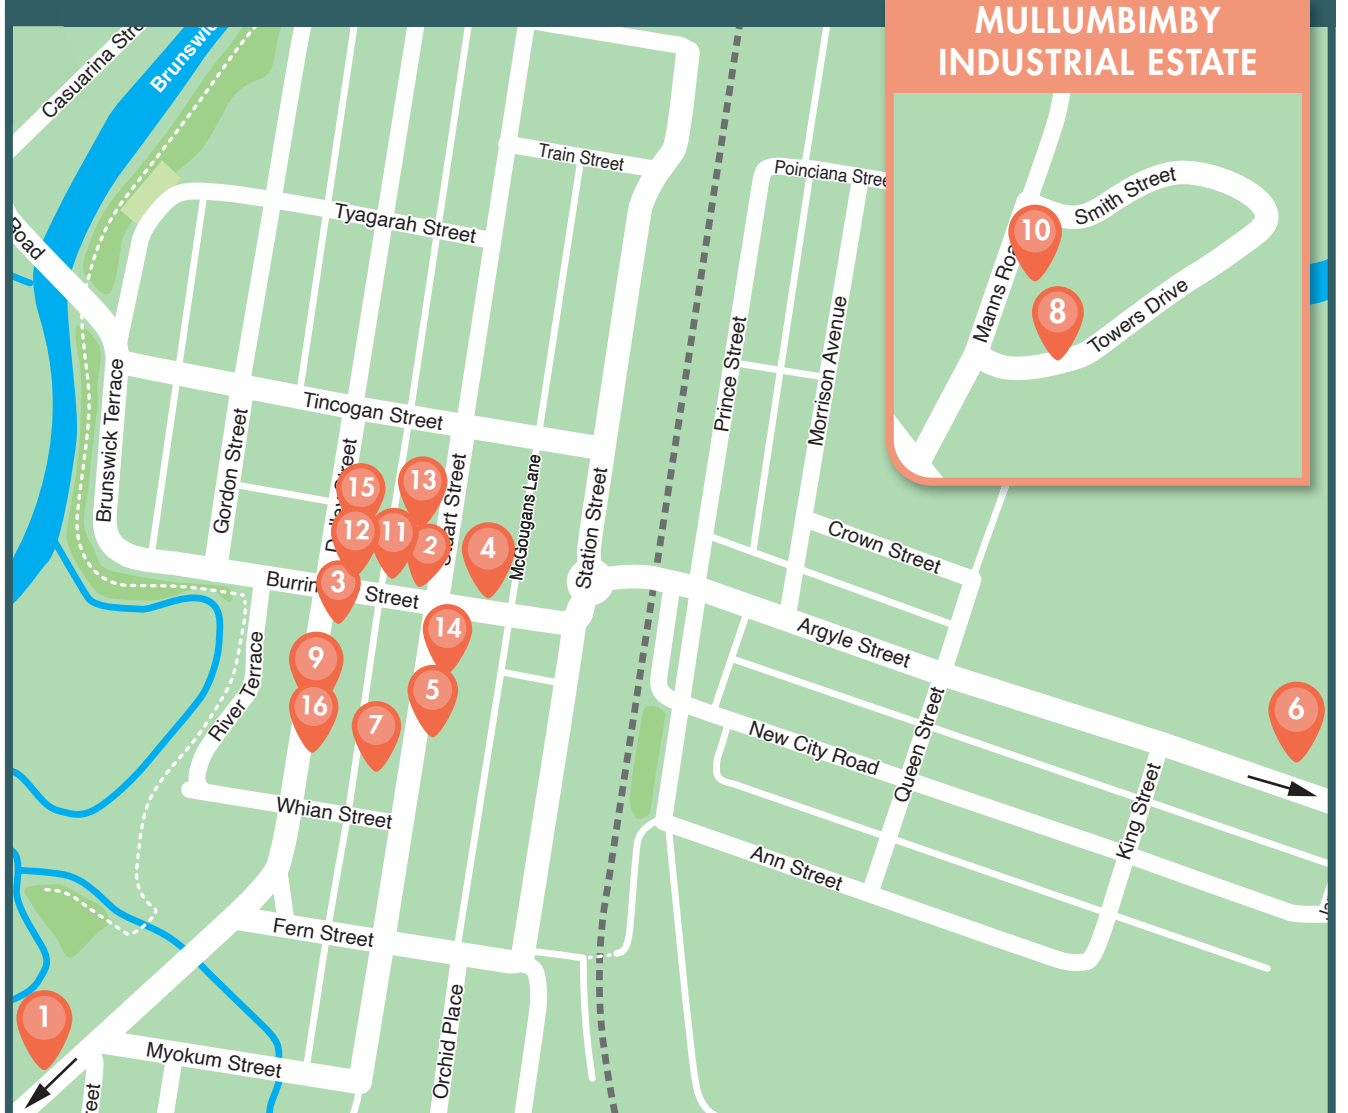 MULLUMBIMBY
INDUSTRIAL ESTATE
Casuarina
Road
Train Street
Poinciana
Tyagarah Street
Smith Street
10
Manns
8
Towers Drive
Brunswick Terrace
Gordon Street
Tincogan Street
Prince Street
Morrison Avenue
Street
15
13
Street
McGougans Lane
Station Street
12
11
2
4
Crown Street
3
Street
14
Argyle Street
River Terrace
9
16
5
7
6
New City Road
Queen Street
King Street
Whian Street
Ann Street
Fern Street
Orchid Place
1
Myokum Street